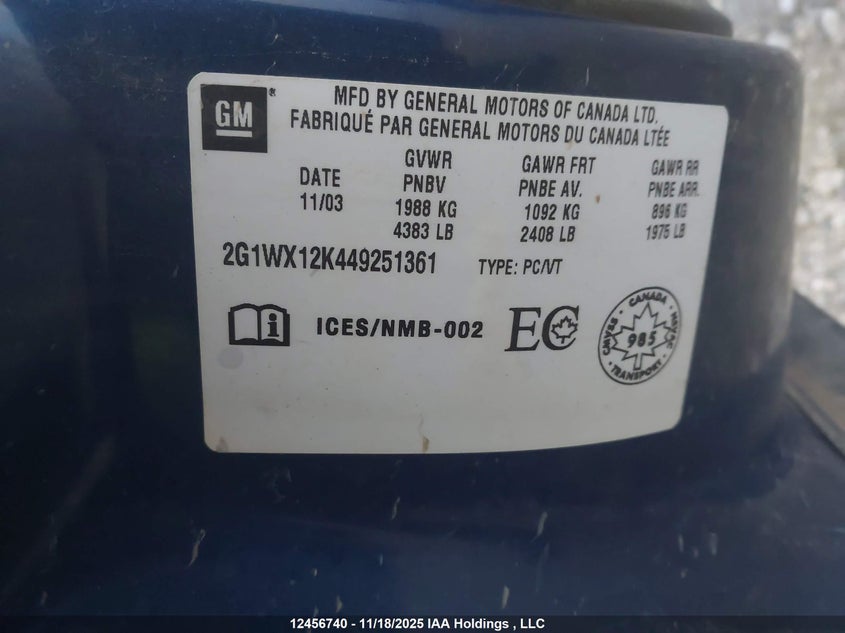 GM
MFD BY GENERAL MOTORS OF CANADA LTD.
FABRIQUÉ PAR GENERAL MOTORS DU CANADA LTÉE
DATE
11/03
GVWR
PNBV
1988 KG
4383 LB
GAWR FRT
PNBE AV.
1092 KG
2408 LB
GAWR RR
PNBE ARR.
896 KG
1975 LB
2G1WX12K449251361 TYPE: PC/VT
i ICES/NMB-002 EC
CANADA
CMVSS 985 NSVAC
TRANSPORT
12456740 - 11/18/2025 IAA Holdings , LLC